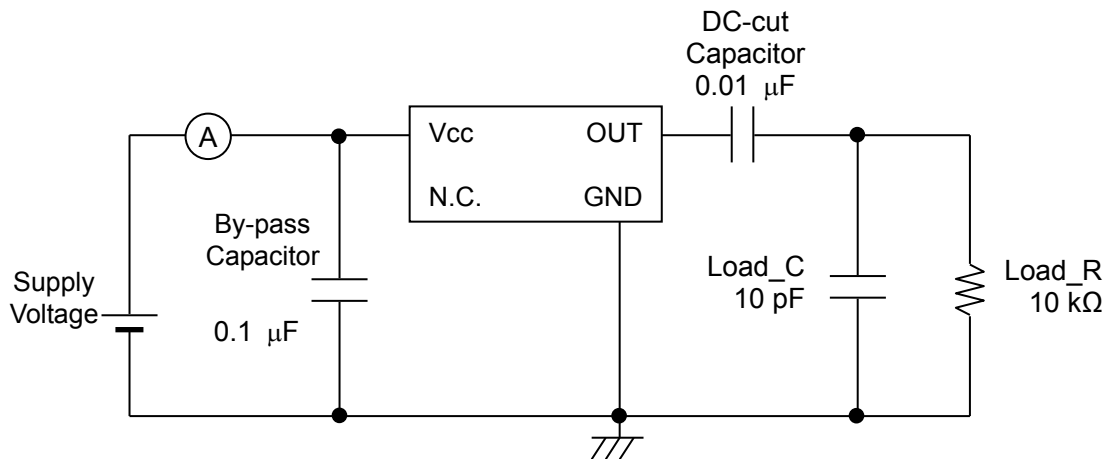 DC-cut
Capacitor
0.01 μF
A
Vcc
OUT
N.C.
GND
By-pass
Capacitor
0.1 μF
Supply
Voltage
Load_C
10 pF
Load_R
10 kΩ